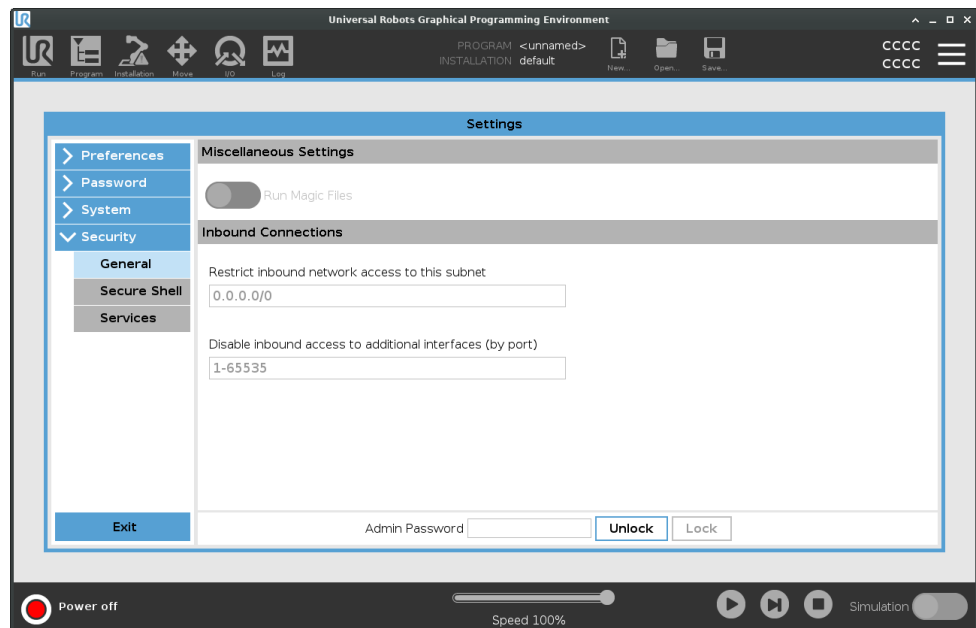 Universal Robots Graphical Programming Environment
UR
PROGRAM <unnamed>
INSTALLATION default
Run Program Installation Move I/O Log
New... Open... Save...
cccc
cccc
Settings
Preferences
Password
System
Security
General
Secure Shell
Services
Exit
Miscellaneous Settings
Run Magic Files
Inbound Connections
Restrict inbound network access to this subnet
0.0.0.0/0
Disable inbound access to additional interfaces (by port)
1-65535
Admin Password Unlock Lock
Power off
Speed 100%
Simulation